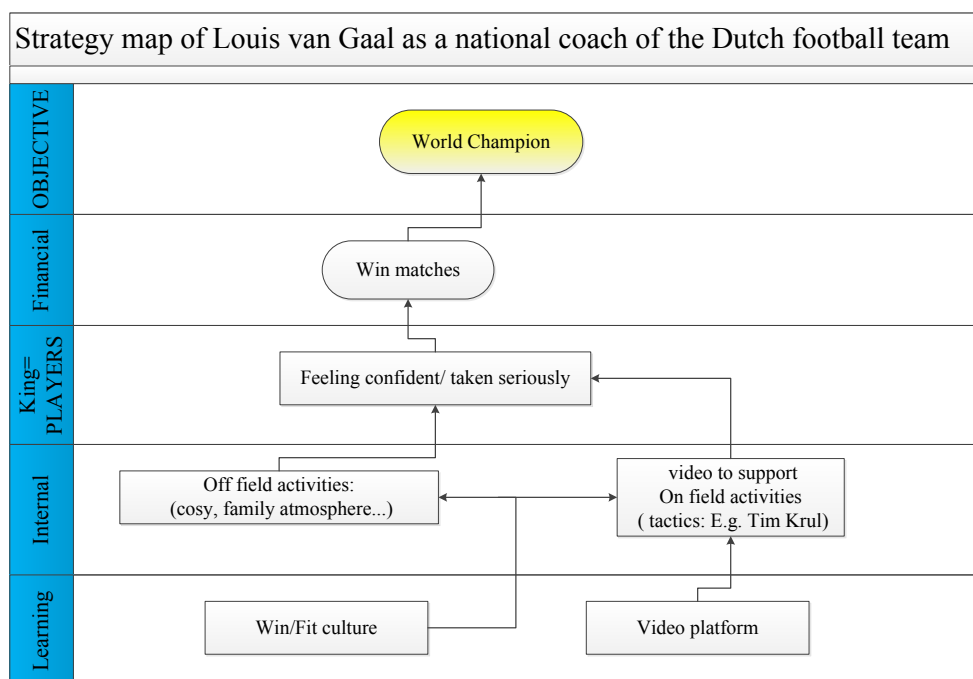 Strategy map of Louis van Gaal as a national coach of the Dutch football team
OBJECTIVE
World Champion
Financial
Win matches
King=
PLAYERS
Feeling confident/ taken seriously
Internal
Off field activities:
(cosy, family atmosphere...)
video to support
On field activities
( tactics: E.g. Tim Krul)
Learning
Win/Fit culture
Video platform